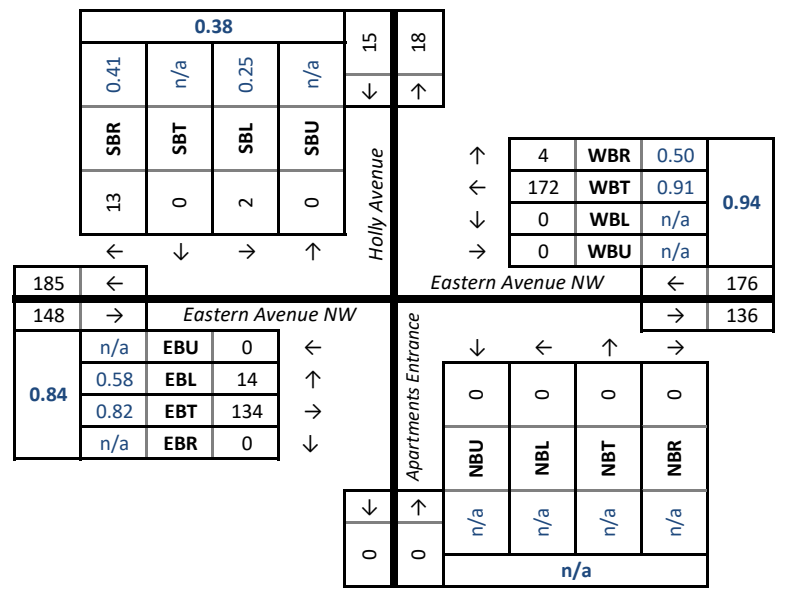 0.38
0.41 n/a 0.25 n/a
SBR SBT SBL SBU
13 0 2 0
← ↓ → ↑
15 18
↓ ↑
Holly Avenue
↑ 4 WBR 0.50
← 172 WBT 0.91
↓ 0 WBL n/a
→ 0 WBU n/a
0.94
185 ←
Eastern Avenue NW
← 176
148 →
Eastern Avenue NW
→ 136
0.84
n/a EBU 0 ←
0.58 EBL 14 ↑
0.82 EBT 134 →
n/a EBR 0 ↓
Apartments Entrance
↓ ↑
0 0
↓ ← ↑ →
0 0 0 0
NBU NBL NBT NBR
n/a n/a n/a n/a
n/a